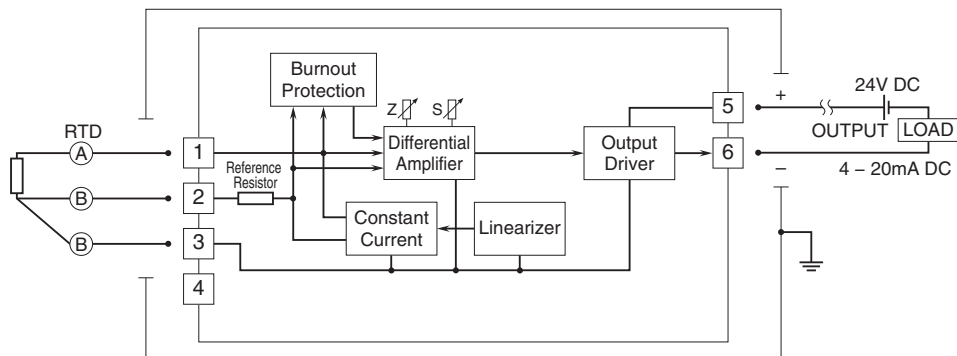 Burnout
Protection
Z
S
24V DC
+
5
OUTPUT
LOAD
RTD
A
1
Differential
Amplifier
Output
Driver
6
4 – 20mA DC
–
Reference
Resistor
B
2
Constant
Current
Linearizer
B
3
4